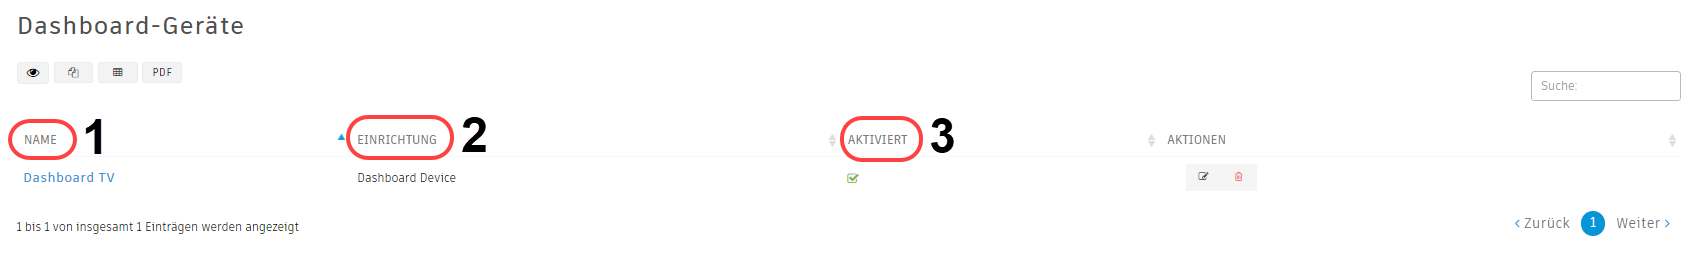 Dashboard-Geräte
PDF
Suche:
NAME 1 EINRICHTUNG 2 AKTIVIERT 3 AKTIONEN
Dashboard TV Dashboard Device
1 bis 1 von insgesamt 1 Einträgen werden angezeigt
Zurück 1 Weiter